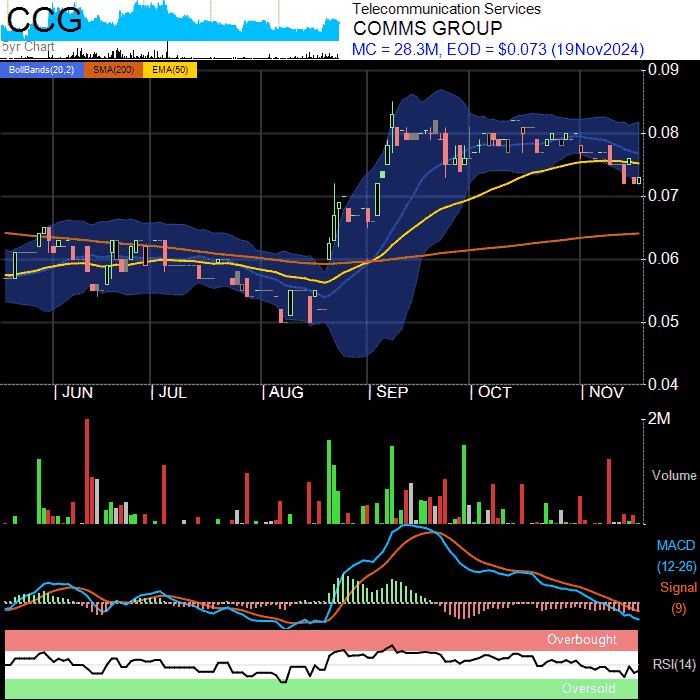 CCG
5yr Chart
Telecommunication Services
COMMS GROUP
MC = 28.3M, EOD = $0.073 (19Nov2024)
BollBands(20,2) SMA(200) EMA(50)
0.09
0.08
0.07
0.06
0.05
0.04
JUN JUL AUG SEP OCT NOV
2M
Volume
MACD
(12-26)
Signal
(9)
Overbought
RSI(14)
Oversold